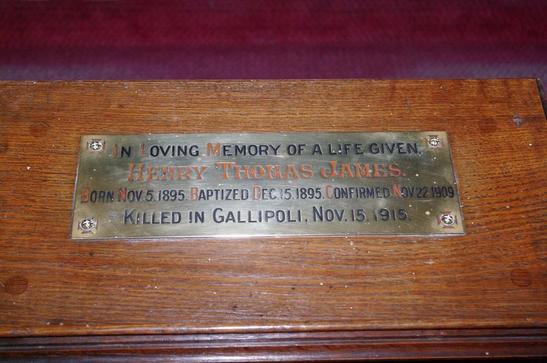 In Loving Memory of a life given.
Henry Thomas James.
Born Nov 5. 1895. Baptized Dec. 15. 1895. Confirmed Nov 22 1909
Killed in Gallipoli, Nov. 15, 1915.